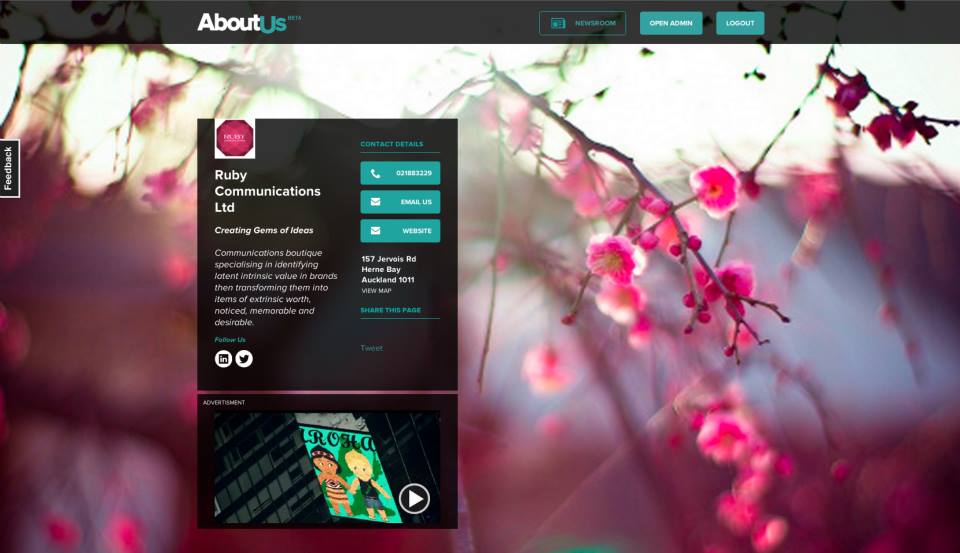 AboutUs BETA
NEWSROOM
OPEN ADMIN
LOGOUT
Feedback
RUBY
Ruby
Communications
Ltd
Creating Gems of Ideas
Communications boutique
specialising in identifying
latent intrinsic value in brands
then transforming them into
items of extrinsic worth,
noticed, memorable and
desirable.
Follow Us
in
CONTACT DETAILS
021883229
EMAIL US
WEBSITE
157 Jervois Rd
Herne Bay
Auckland 1011
VIEW MAP
SHARE THIS PAGE
Tweet
ADVERTISMENT
AROHA